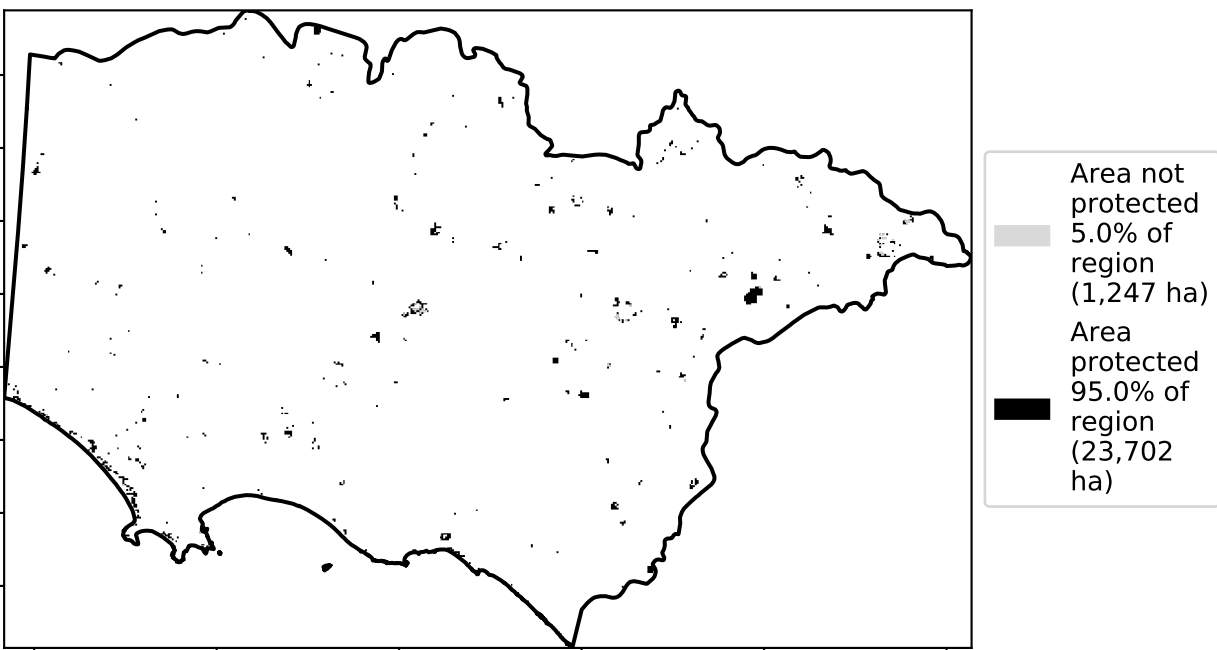 Area not
protected
5.0% of
region
(1,247 ha)
Area
protected
95.0% of
region
(23,702
ha)